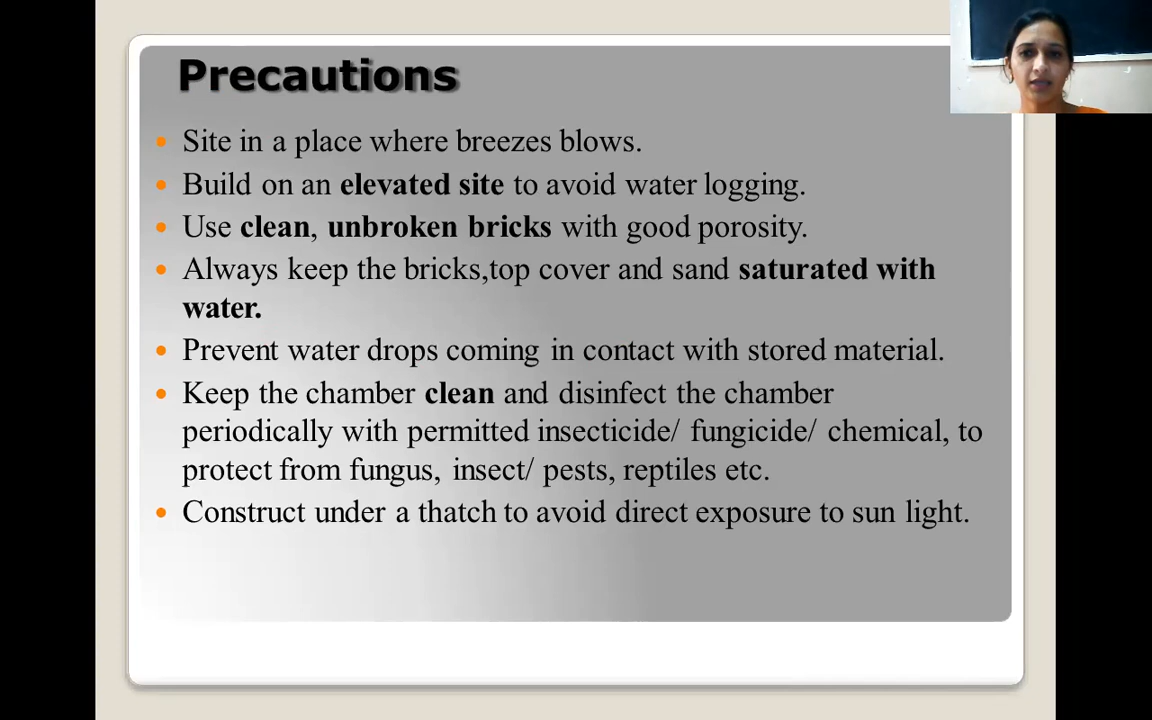 Precautions
Site in a place where breezes blows.
Build on an elevated site to avoid water logging.
Use clean, unbroken bricks with good porosity.
Always keep the bricks,top cover and sand saturated with
water.
Prevent water drops coming in contact with stored material.
Keep the chamber clean and disinfect the chamber
periodically with permitted insecticide/ fungicide/ chemical, to
protect from fungus, insect/ pests, reptiles etc.
Construct under a thatch to avoid direct exposure to sun light.